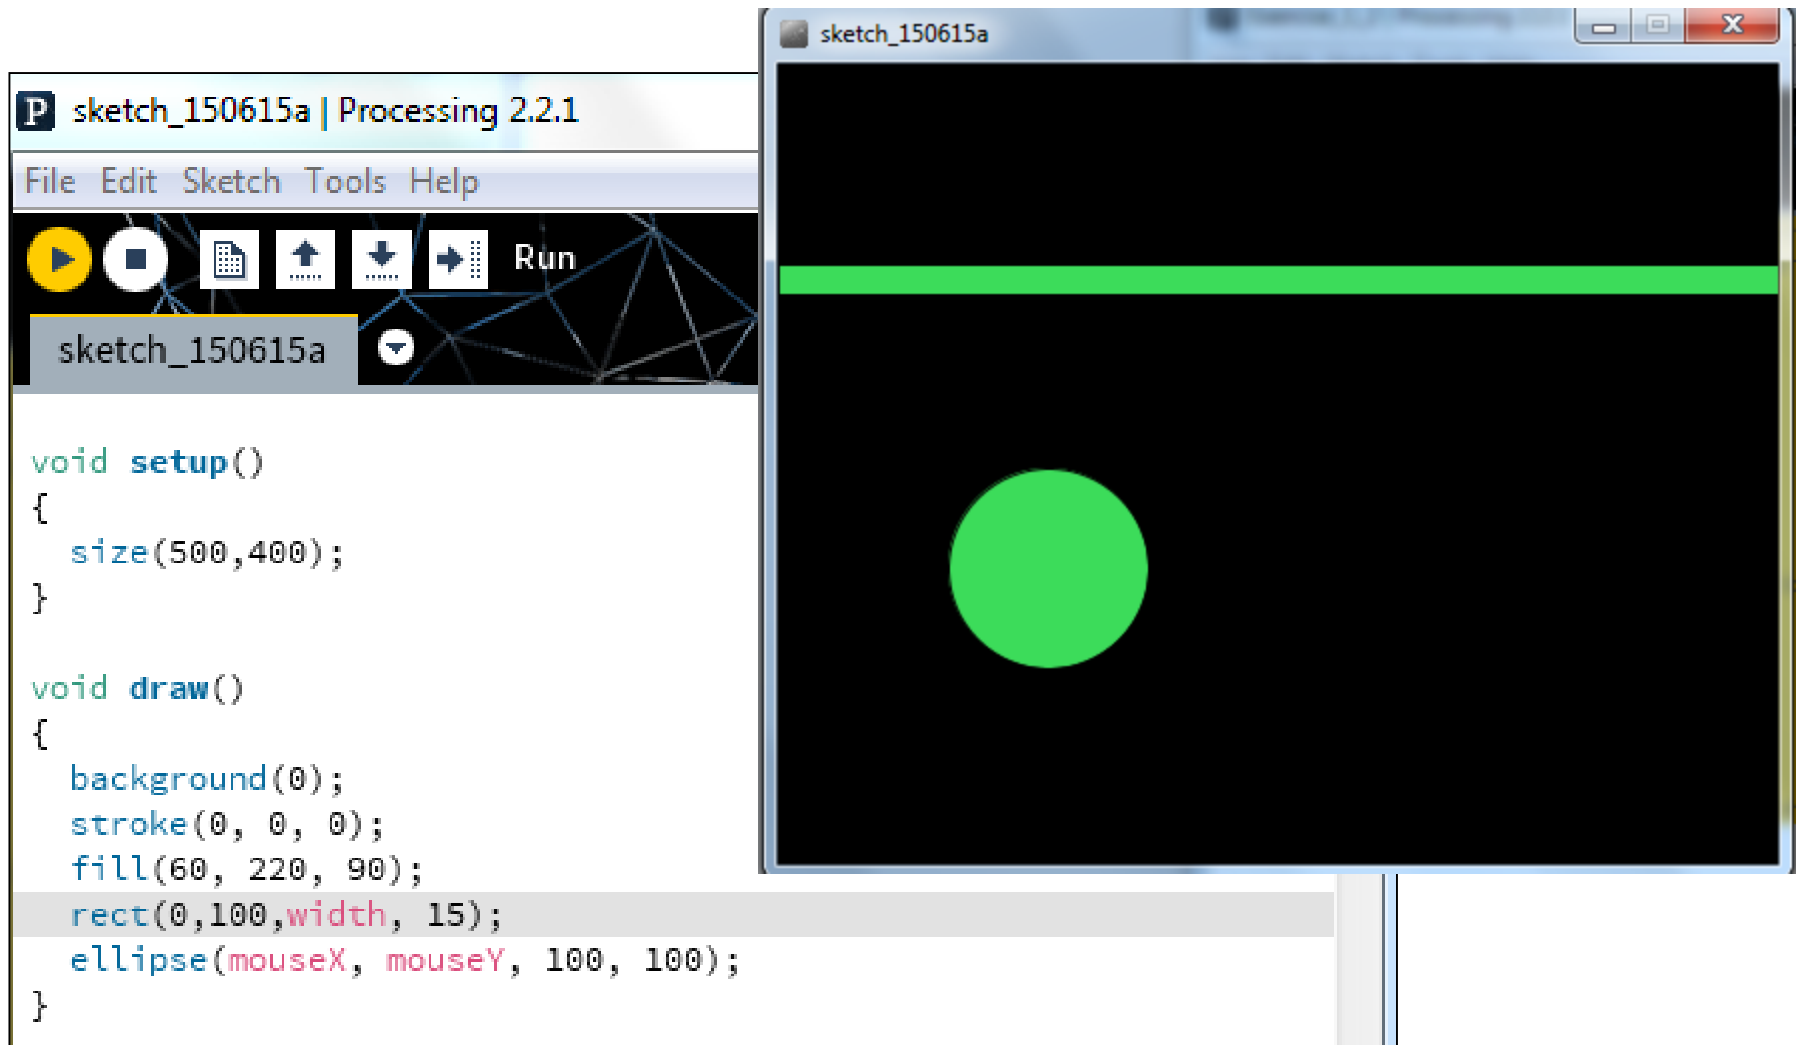 sketch_150615a
sketch_150615a | Processing 2.2.1
File Edit Sketch Tools Help
Run
sketch_150615a
void setup()
{
  size(500,400);
}
void draw()
{
  background(0);
  stroke(0, 0, 0);
  fill(60, 220, 90);
  rect(0,100,width, 15);
  ellipse(mouseX, mouseY, 100, 100);
}